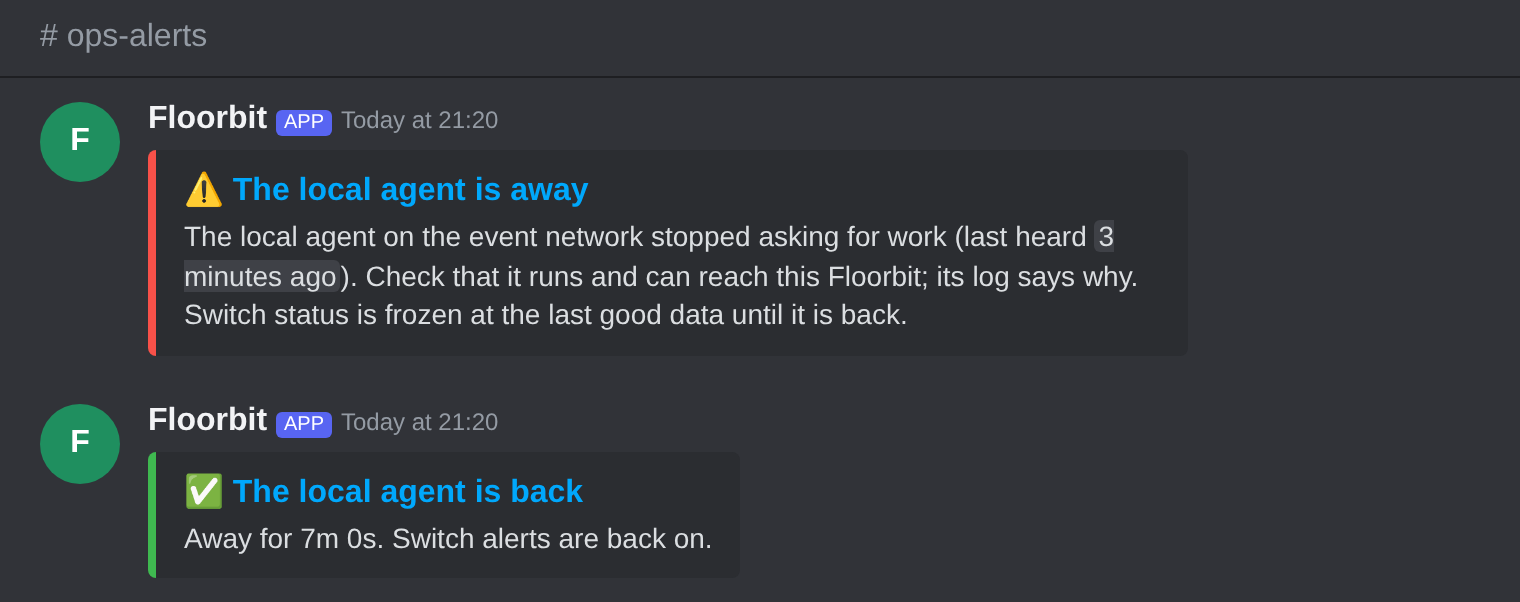 # ops-alerts
F
Floorbit APP Today at 21:20
⚠️ The local agent is away
The local agent on the event network stopped asking for work (last heard 3
minutes ago). Check that it runs and can reach this Floorbit; its log says why.
Switch status is frozen at the last good data until it is back.
F
Floorbit APP Today at 21:20
✅ The local agent is back
Away for 7m 0s. Switch alerts are back on.